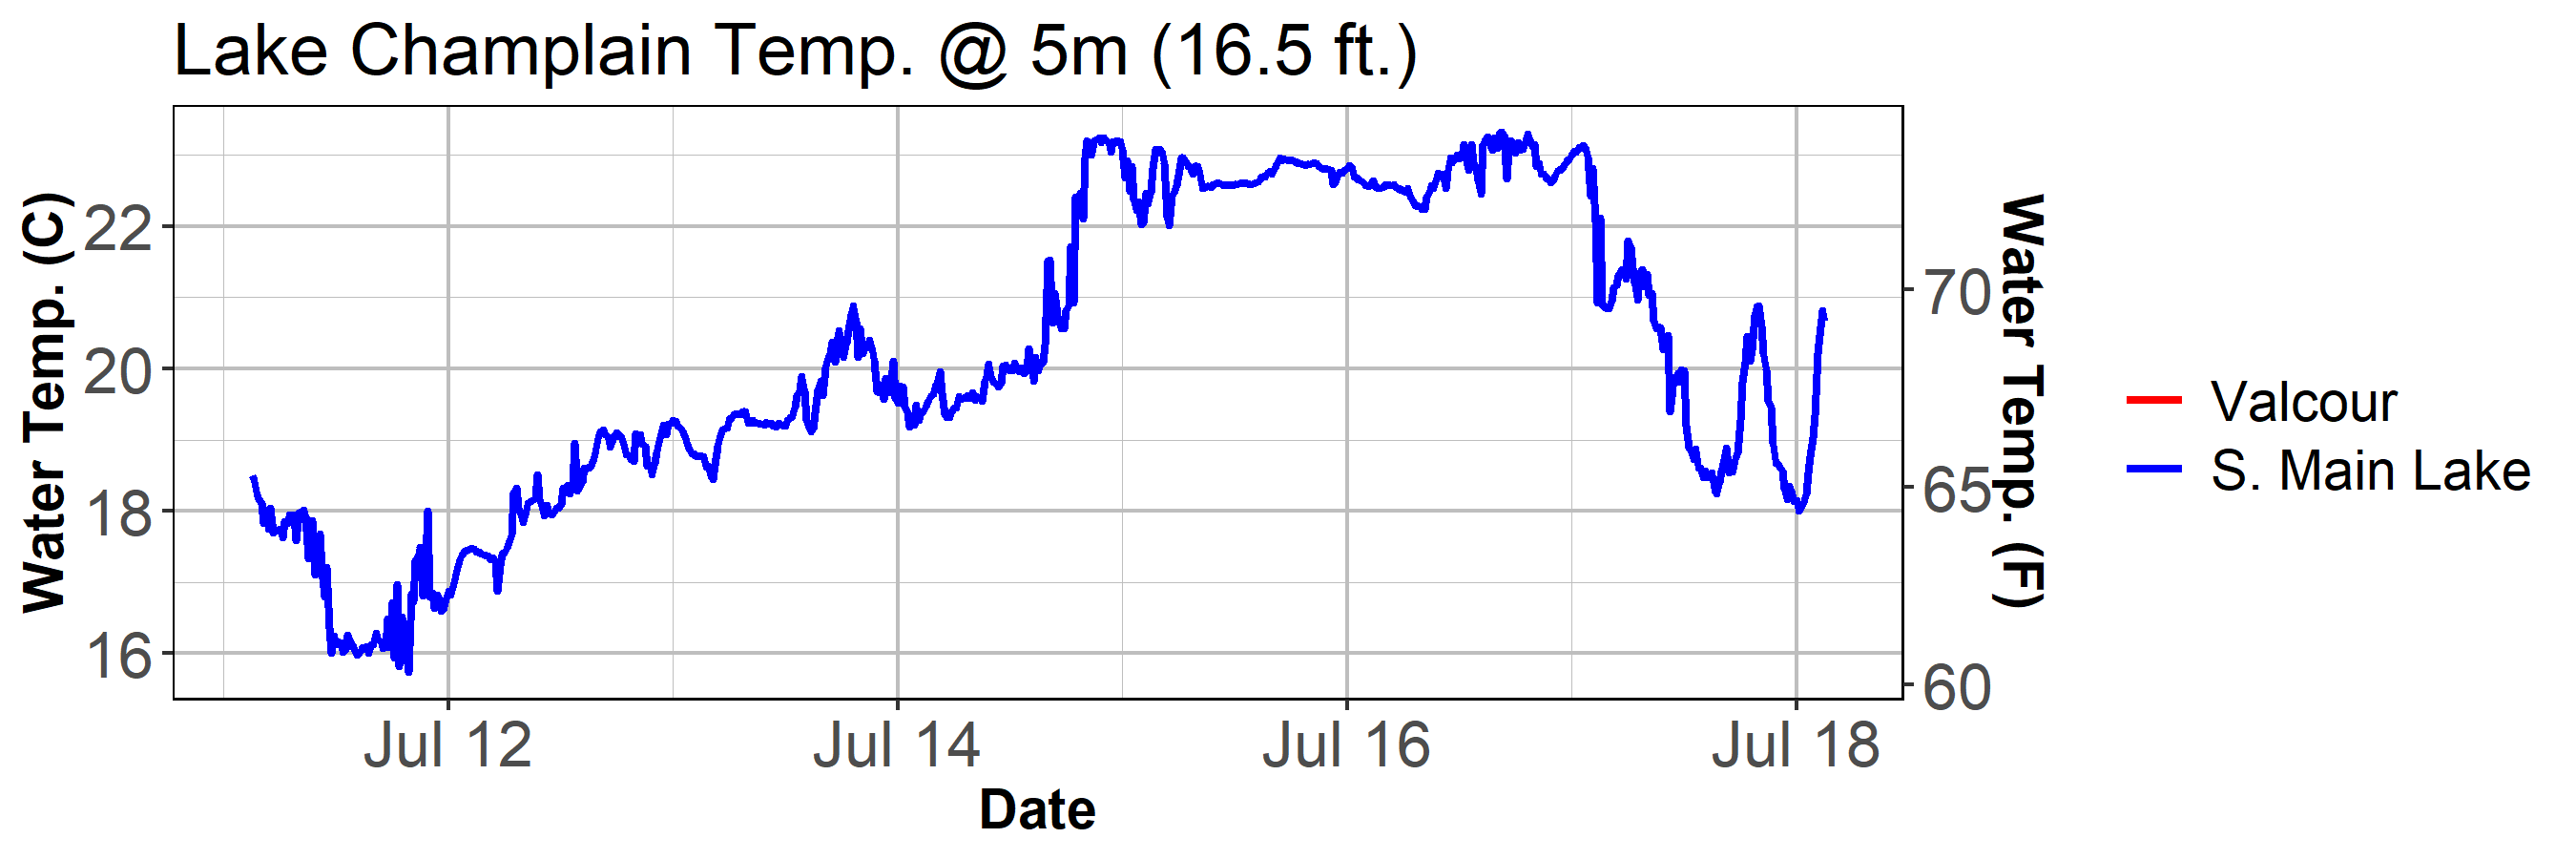 Lake Champlain Temp. @ 5m (16.5 ft.)
Water Temp. (C)
22
20
18
16
70
65
60
Water Temp. (F)
Jul 12
Jul 14
Jul 16
Jul 18
Date
Valcour
S. Main Lake